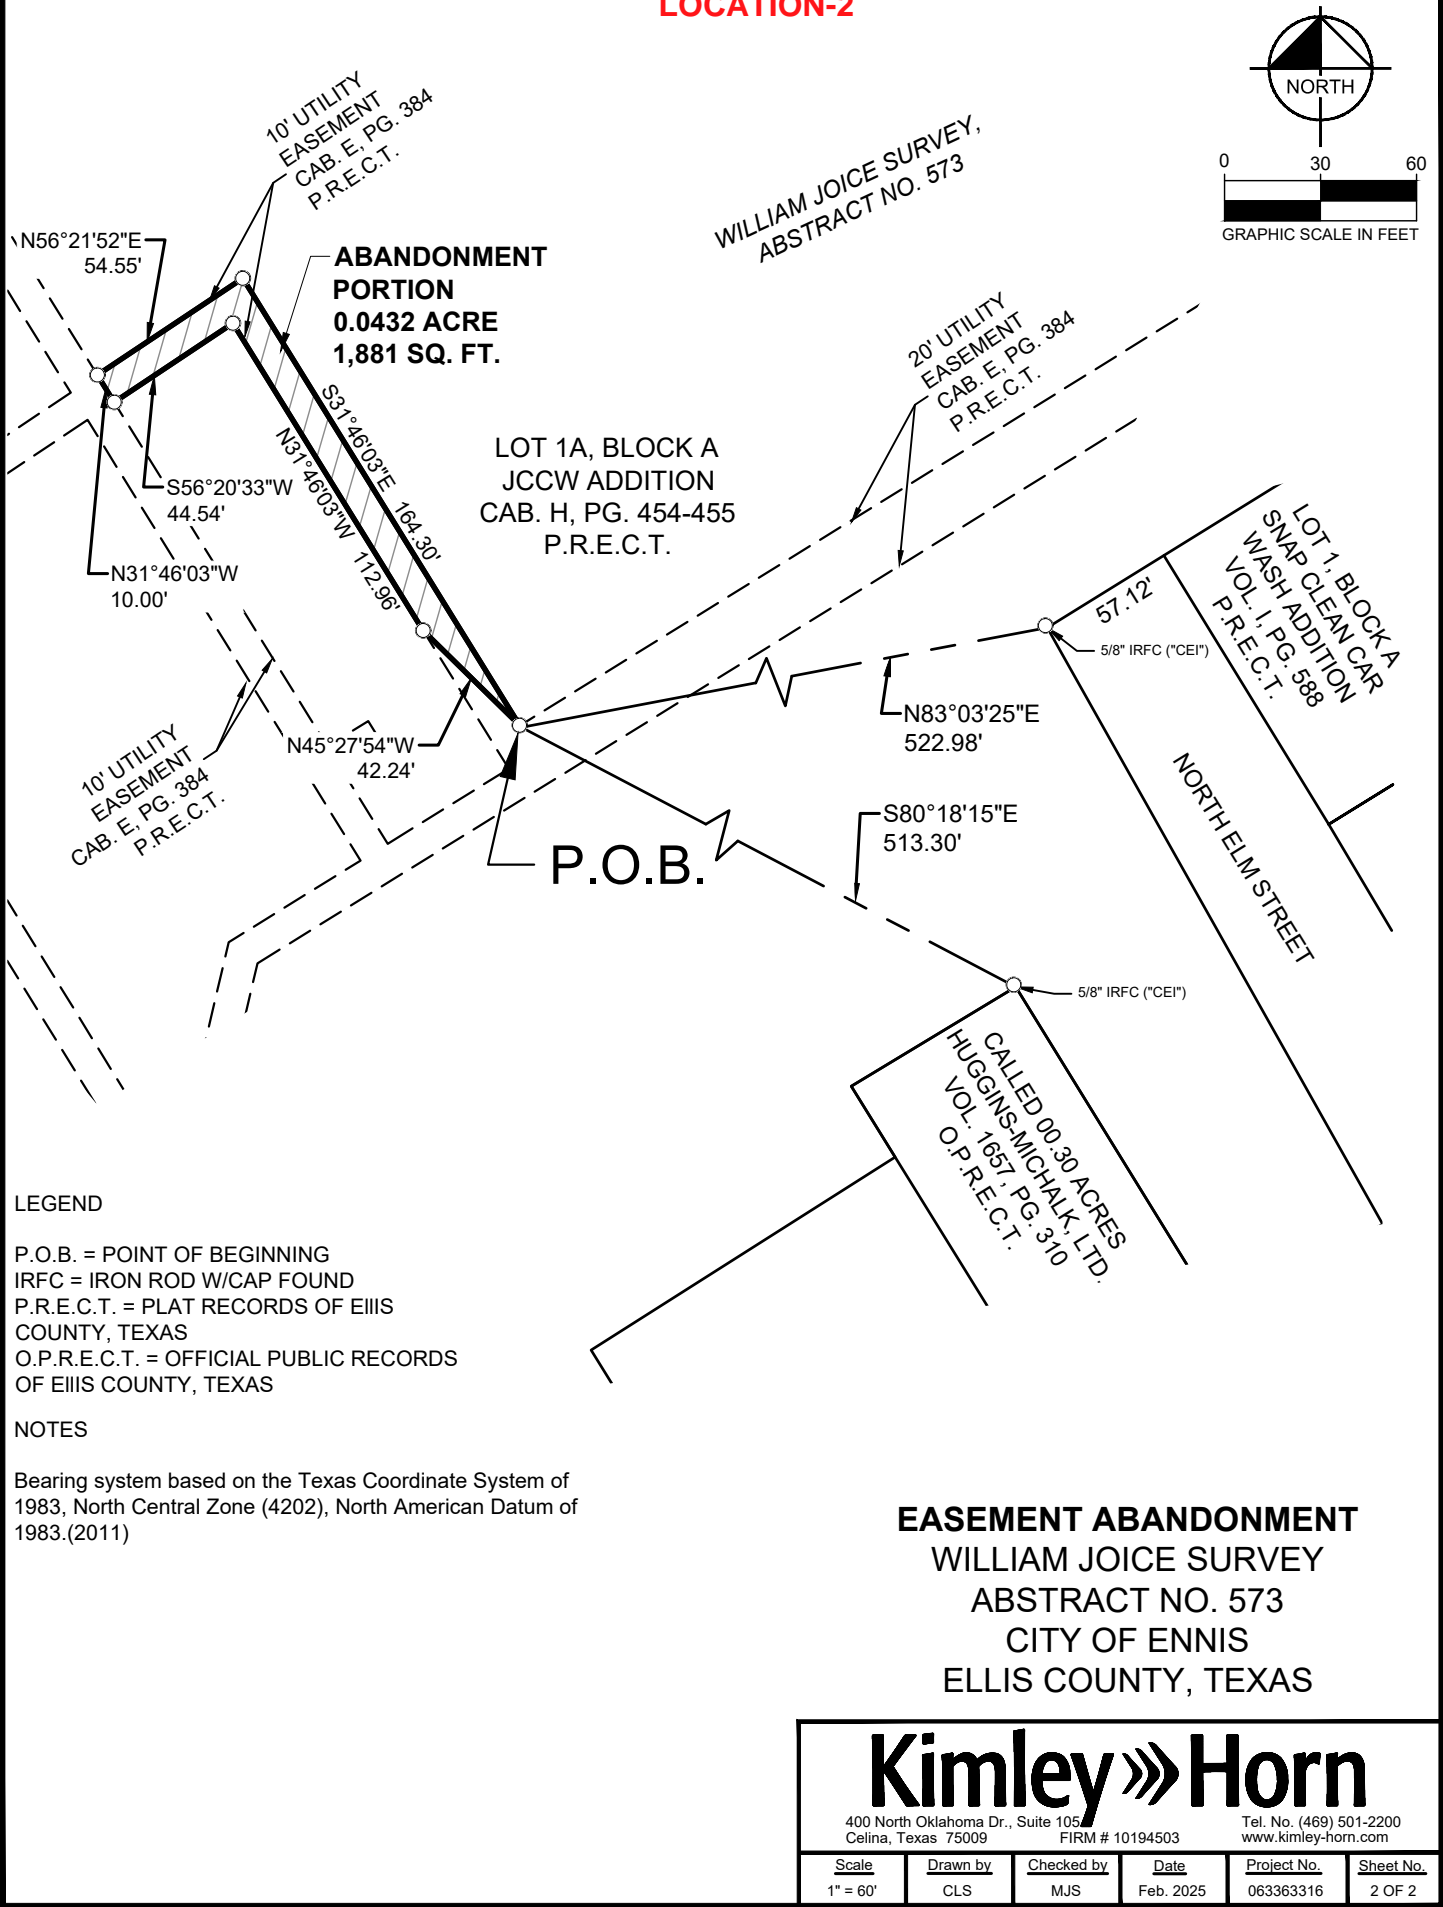 LOCATION-2
NORTH
0 30 60
GRAPHIC SCALE IN FEET
10' UTILITY
EASEMENT
CAB. E, PG. 384
P.R.E.C.T.
WILLIAM JOICE SURVEY,
ABSTRACT NO. 573
N56°21'52"E
54.55'
ABANDONMENT
PORTION
0.0432 ACRE
1,881 SQ. FT.
20' UTILITY
EASEMENT
CAB. E, PG. 384
P.R.E.C.T.
S31°46'03"E 164.30'
N31°46'03"W 112.96'
LOT 1A, BLOCK A
JCCW ADDITION
CAB. H, PG. 454-455
P.R.E.C.T.
S56°20'33"W
44.54'
N31°46'03"W
10.00'
LOT 1, BLOCK A
SNAP CLEAN CAR
WASH ADDITION
VOL. I, PG. 588
P.R.E.C.T.
57.12'
5/8" IRFC ("CEI")
N83°03'25"E
522.98'
N45°27'54"W
42.24'
10' UTILITY
EASEMENT
CAB. E, PG. 384
P.R.E.C.T.
NORTH ELM STREET
S80°18'15"E
513.30'
P.O.B.
5/8" IRFC ("CEI")
CALLED 00.30 ACRES
HUGGINS-MICHALK, LTD.
VOL. 1657, PG. 310
O.P.R.E.C.T.
LEGEND
P.O.B. = POINT OF BEGINNING
IRFC = IRON ROD W/CAP FOUND
P.R.E.C.T. = PLAT RECORDS OF EllIS
COUNTY, TEXAS
O.P.R.E.C.T. = OFFICIAL PUBLIC RECORDS
OF EllIS COUNTY, TEXAS
NOTES
Bearing system based on the Texas Coordinate System of
1983, North Central Zone (4202), North American Datum of
1983.(2011)
EASEMENT ABANDONMENT
WILLIAM JOICE SURVEY
ABSTRACT NO. 573
CITY OF ENNIS
ELLIS COUNTY, TEXAS
Kimley»Horn
400 North Oklahoma Dr., Suite 105 Tel. No. (469) 501-2200
Celina, Texas 75009 FIRM # 10194503 www.kimley-horn.com
Scale Drawn by Checked by Date Project No. Sheet No.
1" = 60' CLS MJS Feb. 2025 063363316 2 OF 2